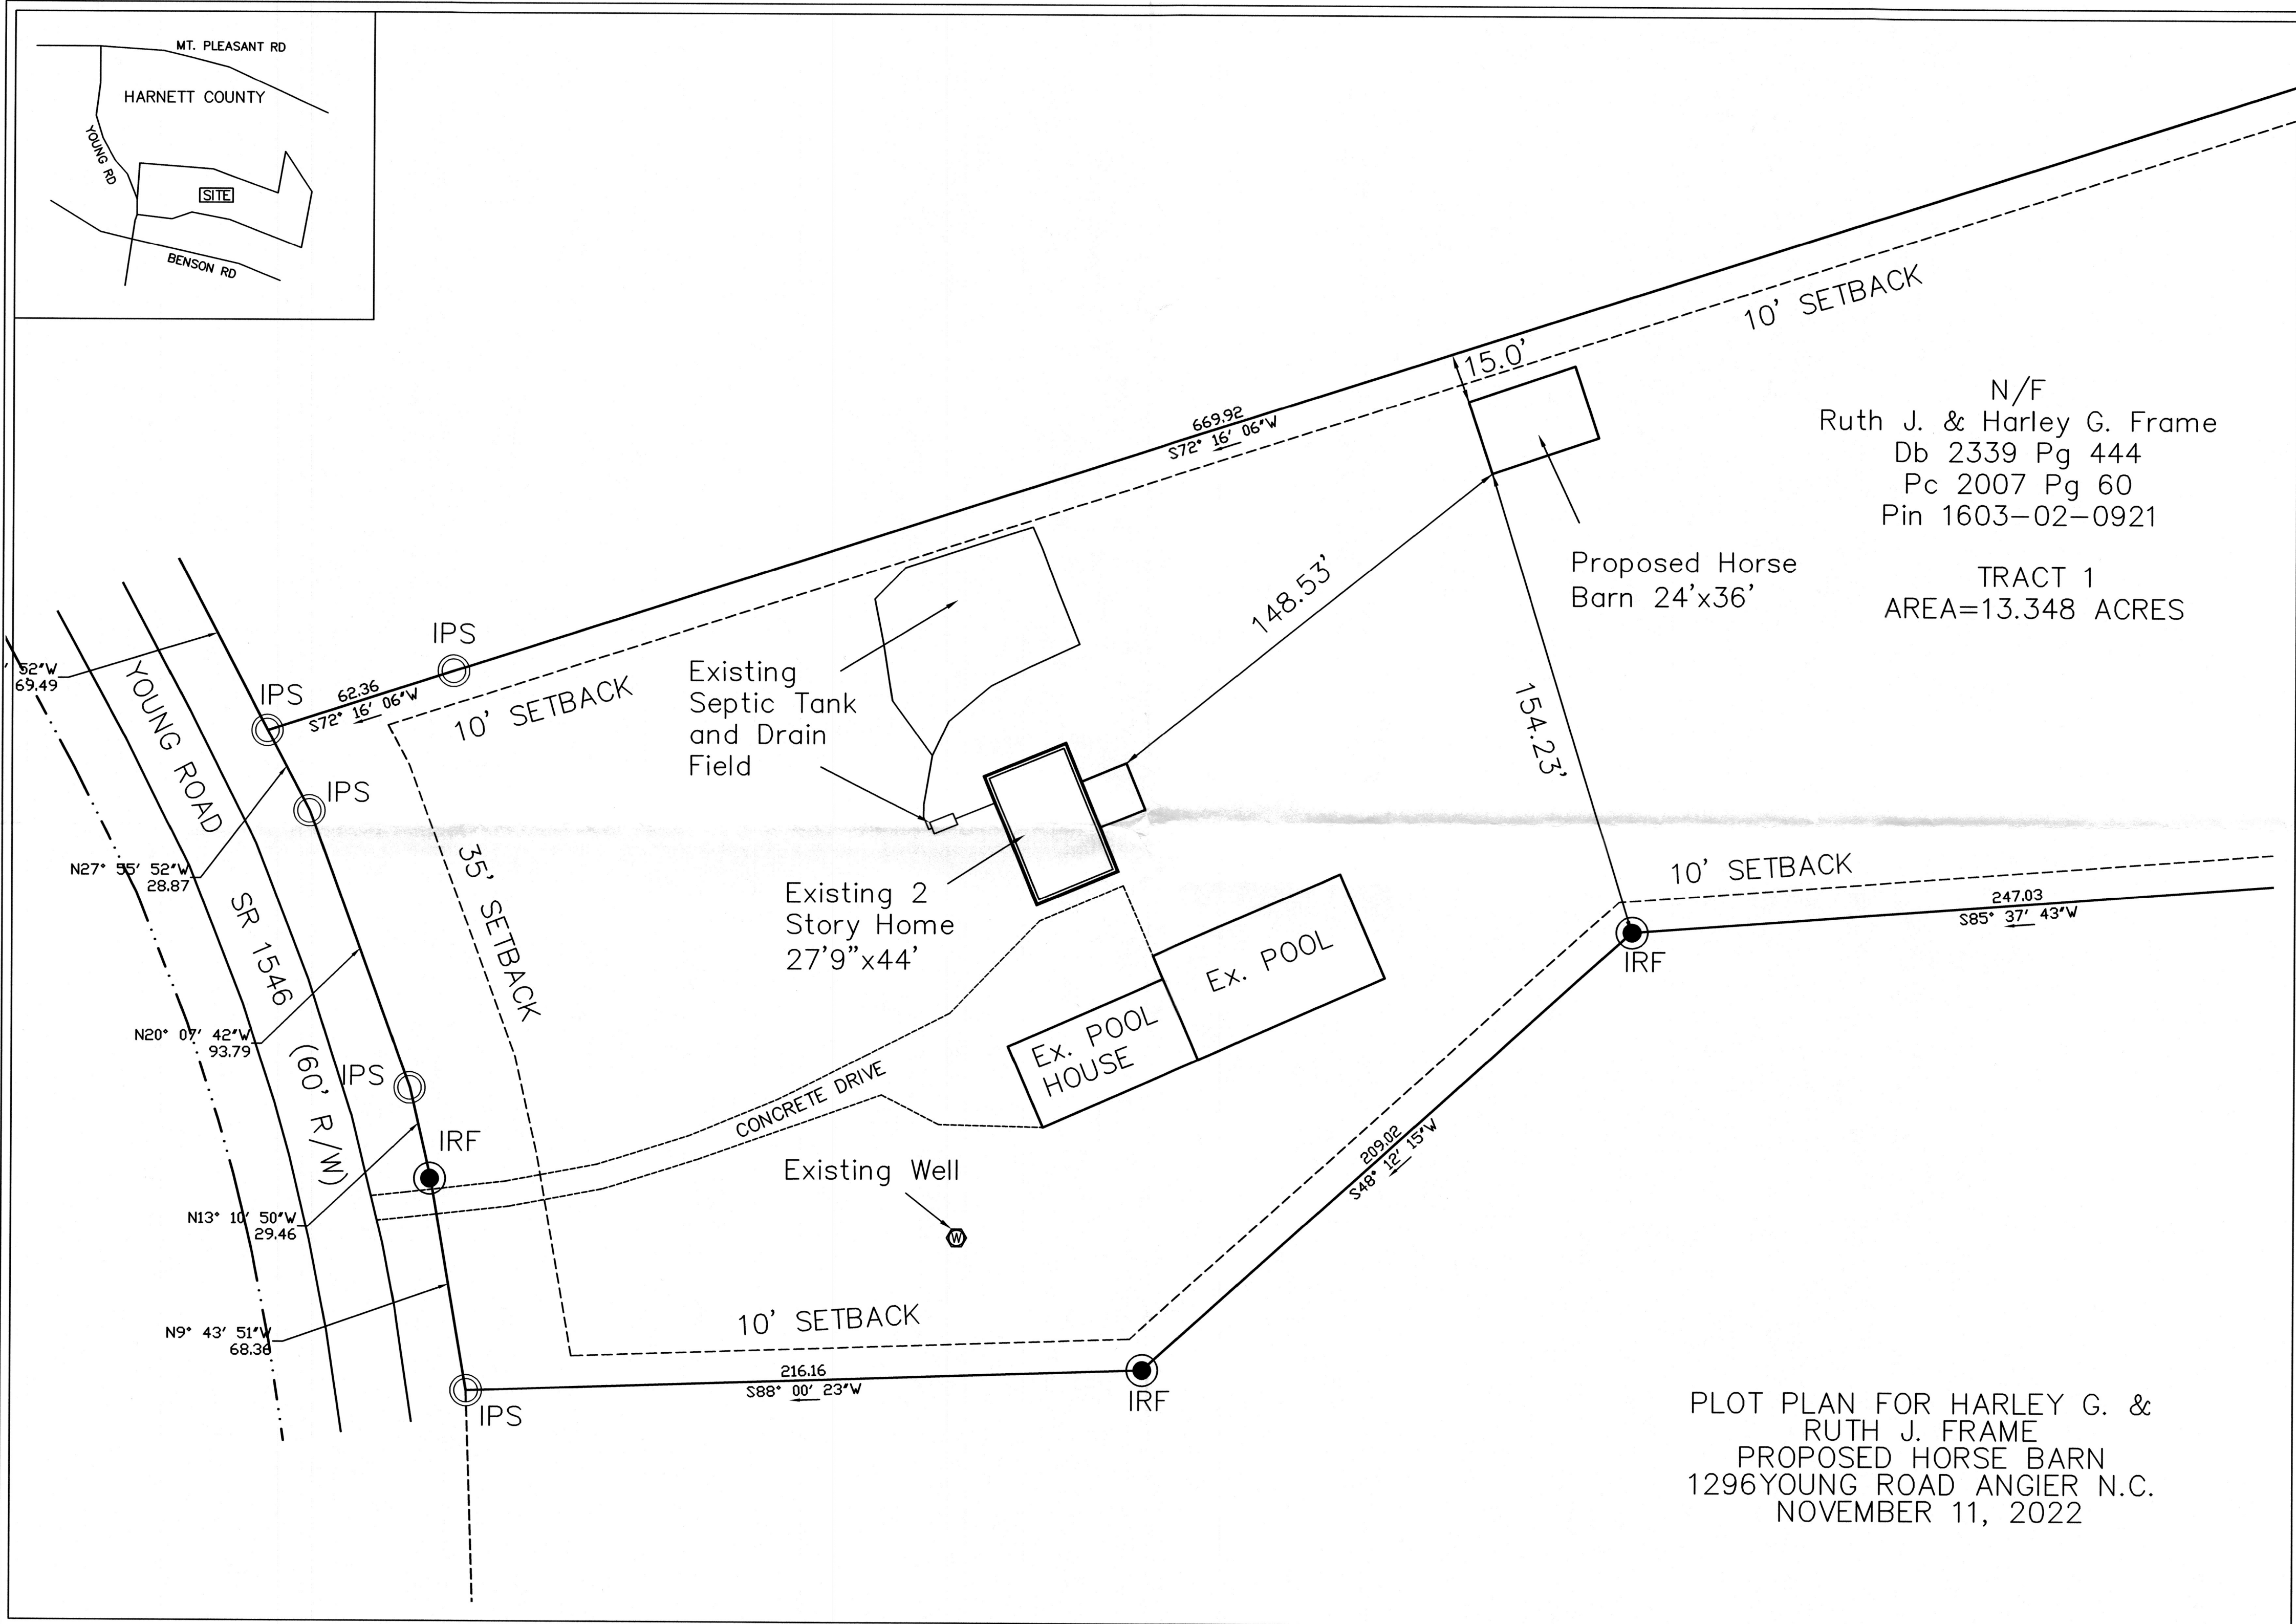 MT. PLEASANT RD
HARNETT COUNTY
YOUNG RD
SITE
BENSON RD
10' SETBACK
15.0'
669.92
S72° 16' 06"W
N/F
Ruth J. & Harley G. Frame
Db 2339 Pg 444
Pc 2007 Pg 60
Pin 1603-02-0921
TRACT 1
AREA=13.348 ACRES
Proposed Horse
Barn 24'x36'
148.53'
154.23'
IPS
62.36
S72° 16' 06"W
10' SETBACK
IPS
' 52"W
69.49
YOUNG ROAD
SR 1546
(60' R/W)
IPS
Existing
Septic Tank
and Drain
Field
35' SETBACK
N27° 55' 52"W
28.87
Existing 2
Story Home
27'9"x44'
Ex. POOL
Ex. POOL
HOUSE
10' SETBACK
247.03
S85° 37' 43"W
IRF
N20° 07' 42"W
93.79
IPS
IRF
CONCRETE DRIVE
Existing Well
W
N13° 10' 50"W
29.46
209.02
S48° 12' 15"W
N9° 43' 51"W
68.36
10' SETBACK
216.16
S88° 00' 23"W
IPS
IRF
PLOT PLAN FOR HARLEY G. &
RUTH J. FRAME
PROPOSED HORSE BARN
1296YOUNG ROAD ANGIER N.C.
NOVEMBER 11, 2022